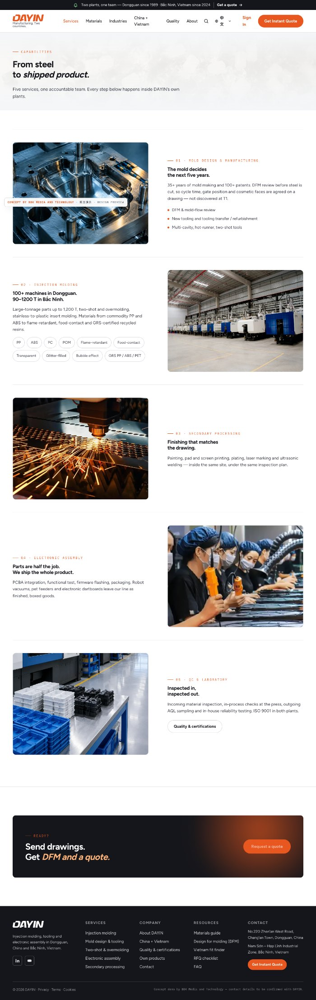 Two plants, one team — Dongguan since 1989 · Bắc Ninh, Vietnam since 2024
Get a quote →
DAYIN
Manufacturing. Two
countries.
Services
Materials
Industries
China +
Vietnam
Quality
About
中
文
Sign
In
Get Instant Quote
CAPABILITIES
From steel
to shipped product.
Five services, one accountable team. Every step below happens inside DAYIN's own
plants.
CONCEPT BY BBK MEDIA AND TECHNOLOGY · 概念演示 · DESIGN PREVIEW
01 · MOLD DESIGN & MANUFACTURING
The mold decides
the next five years.
35+ years of mold making and 100+ patents. DFM review before steel is
cut, so cycle time, gate position and cosmetic faces are agreed on a
drawing — not discovered at T1.
DFM & mold-flow review
New tooling and tooling transfer / refurbishment
Multi-cavity, hot-runner, two-shot tools
02 · INJECTION MOLDING
100+ machines in Dongguan.
90–1200 T in Bắc Ninh.
Large-tonnage parts up to 1,200 T, two-shot and overmolding,
stainless-to-plastic insert molding. Materials from commodity PP and
ABS to flame-retardant, food-contact and GRS-certified recycled
resins.
PP
ABS
PC
POM
Flame-retardant
Food-contact
Transparent
Glitter-filled
Bubble effect
GRS PP / ABS / PET
03 · SECONDARY PROCESSING
Finishing that matches
the drawing.
Painting, pad and screen printing, plating, laser marking and ultrasonic
welding — inside the same site, under the same inspection plan.
04 · ELECTRONIC ASSEMBLY
Parts are half the job.
We ship the whole product.
PCBA integration, functional test, firmware flashing, packaging. Robot
vacuums, pet feeders and electronic dartboards leave our line as
finished, boxed goods.
05 · QC & LABORATORY
Inspected in,
inspected out.
Incoming material inspection, in-process checks at the press, outgoing
AQL sampling and in-house reliability testing. ISO 9001 in both plants.
Quality & certifications
READY?
Send drawings.
Get DFM and a quote.
Request a quote
DAYIN
Injection molding, tooling and
electronic assembly in Dongguan,
China and Bắc Ninh, Vietnam.
in
SERVICES
Injection molding
Mold design & tooling
Two-shot & overmolding
Electronic assembly
Secondary processing
COMPANY
About DAYIN
China + Vietnam
Quality & certifications
Own products
Contact
RESOURCES
Materials guide
Design for molding (DFM)
Vietnam fit finder
RFQ checklist
FAQ
CONTACT
No.220 Zhen'an West Road,
Chang'an Town, Dongguan, China
Nam Sơn – Hạp Lĩnh Industrial
Zone, Bắc Ninh, Vietnam
Get Instant Quote
© 2026 DAYIN · Privacy · Terms · Cookies
Concept demo by BBK Media and Technology — contact details to be confirmed with DAYIN.